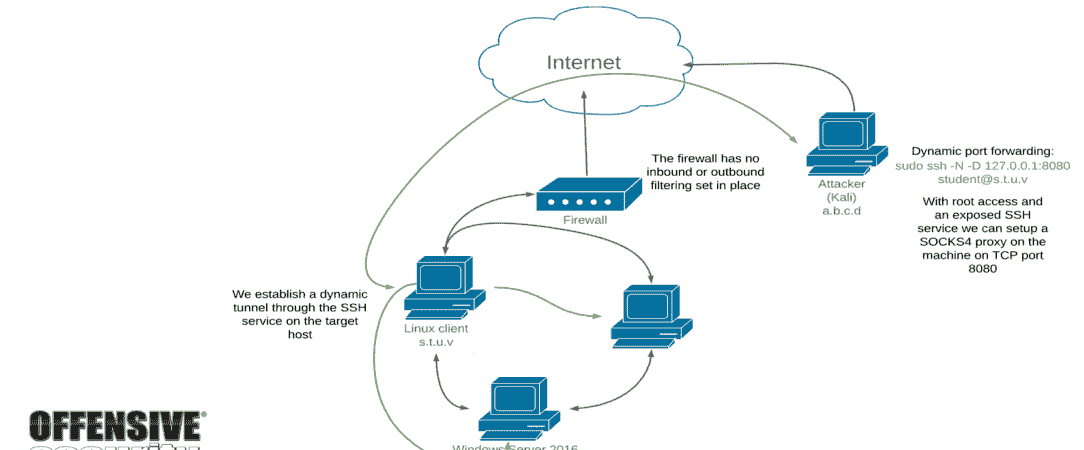 Internet
The firewall has no
inbound or outbound
filtering set in place
Firewall
Attacker
(Kali)
a.b.c.d
Dynamic port forwarding:
sudo ssh -N -D 127.0.0.1:8080
student@s.t.u.v
With root access and
an exposed SSH
service we can setup a
SOCKS4 proxy on the
machine on TCP port
8080
We establish a dynamic
tunnel through the SSH
service on the target
host
Linux client
s.t.u.v
Windows Server 2016
OFFENSIVE